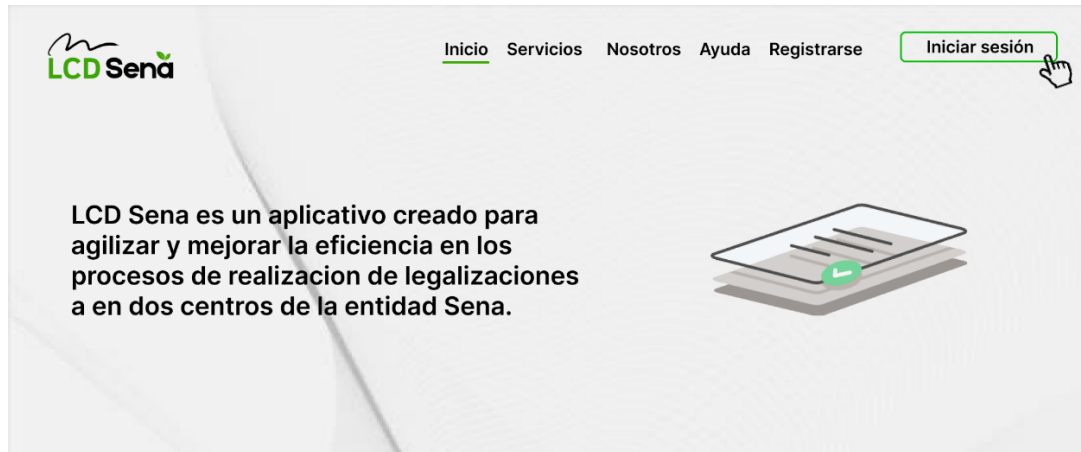 LCD Sena
Inicio Servicios Nosotros Ayuda Registrarse Iniciar sesión
LCD Sena es un aplicativo creado para
agilizar y mejorar la eficiencia en los
procesos de realizacion de legalizaciones
a en dos centros de la entidad Sena.